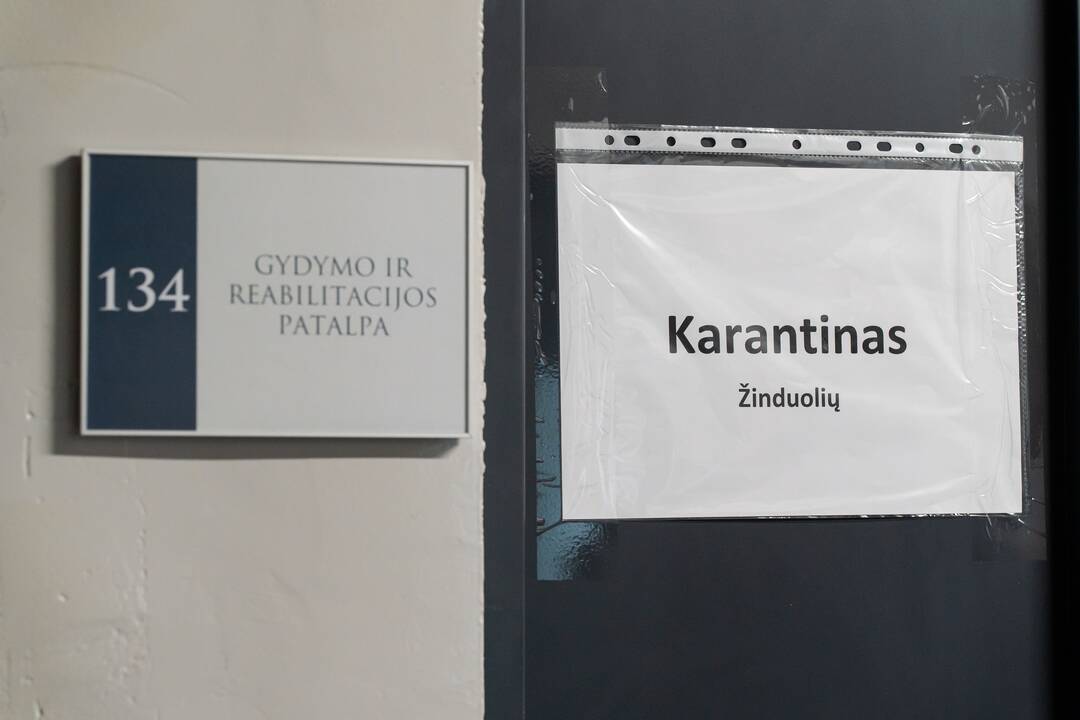 134
GYDYMO IR
REABILITACIJOS
PATALPA
Karantinas
Žinduolių